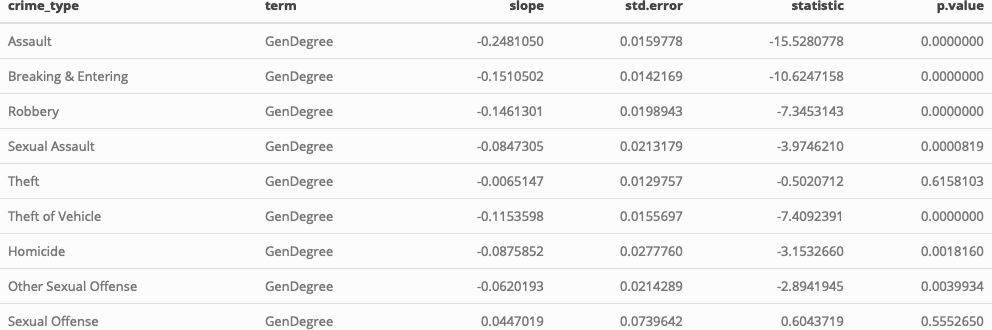 crime_type term slope std.error statistic p.value
Assault GenDegree -0.2481050 0.0159778 -15.5280778 0.0000000
Breaking & Entering GenDegree -0.1510502 0.0142169 -10.6247158 0.0000000
Robbery GenDegree -0.1461301 0.0198943 -7.3453143 0.0000000
Sexual Assault GenDegree -0.0847305 0.0213179 -3.9746210 0.0000819
Theft GenDegree -0.0065147 0.0129757 -0.5020712 0.6158103
Theft of Vehicle GenDegree -0.1153598 0.0155697 -7.4092391 0.0000000
Homicide GenDegree -0.0875852 0.0277760 -3.1532660 0.0018160
Other Sexual Offense GenDegree -0.0620193 0.0214289 -2.8941945 0.0039934
Sexual Offense GenDegree 0.0447019 0.0739642 0.6043719 0.5552650